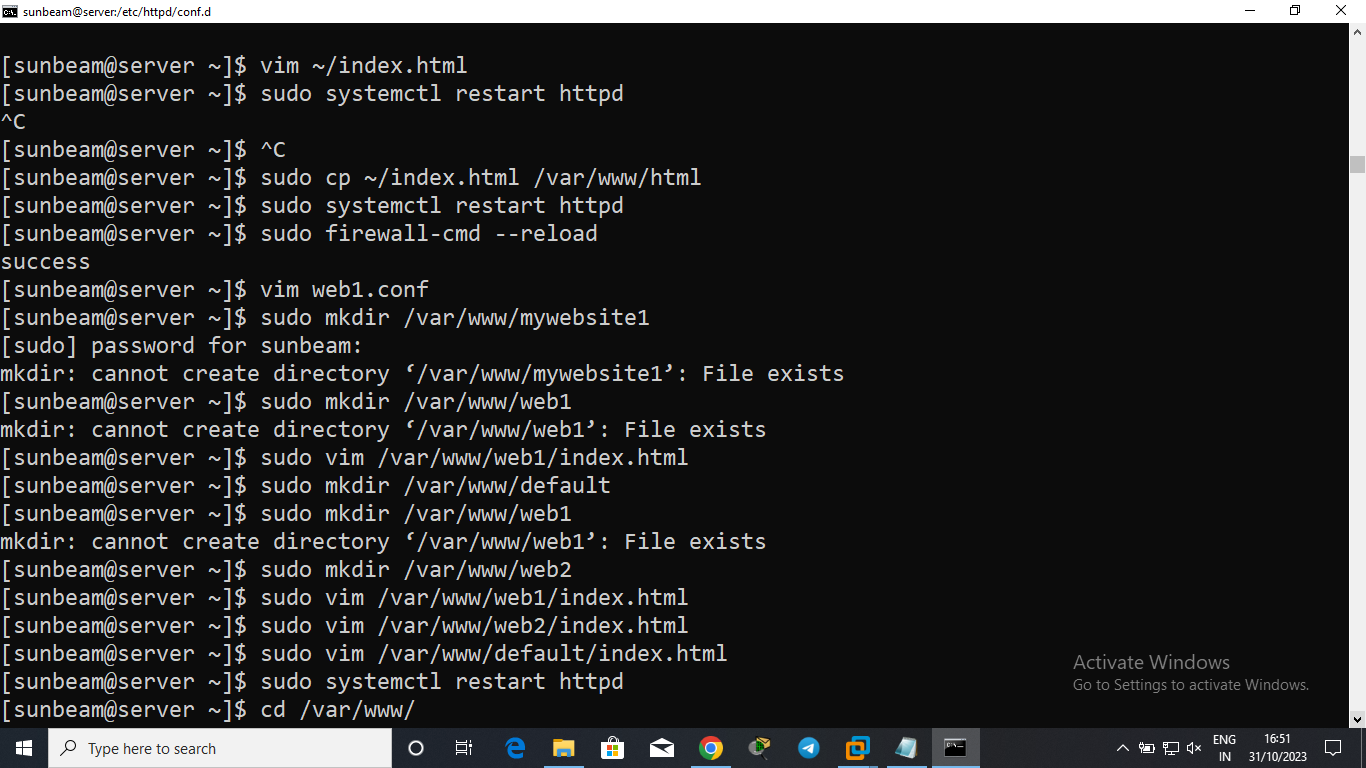 sunbeam@server:/etc/httpd/conf.d
[sunbeam@server ~]$ vim ~/index.html
[sunbeam@server ~]$ sudo systemctl restart httpd
^C
[sunbeam@server ~]$ ^C
[sunbeam@server ~]$ sudo cp ~/index.html /var/www/html
[sunbeam@server ~]$ sudo systemctl restart httpd
[sunbeam@server ~]$ sudo firewall-cmd --reload
success
[sunbeam@server ~]$ vim web1.conf
[sunbeam@server ~]$ sudo mkdir /var/www/mywebsite1
[sudo] password for sunbeam:
mkdir: cannot create directory ‘/var/www/mywebsite1’: File exists
[sunbeam@server ~]$ sudo mkdir /var/www/web1
mkdir: cannot create directory ‘/var/www/web1’: File exists
[sunbeam@server ~]$ sudo vim /var/www/web1/index.html
[sunbeam@server ~]$ sudo mkdir /var/www/default
[sunbeam@server ~]$ sudo mkdir /var/www/web1
mkdir: cannot create directory ‘/var/www/web1’: File exists
[sunbeam@server ~]$ sudo mkdir /var/www/web2
[sunbeam@server ~]$ sudo vim /var/www/web1/index.html
[sunbeam@server ~]$ sudo vim /var/www/web2/index.html
[sunbeam@server ~]$ sudo vim /var/www/default/index.html
[sunbeam@server ~]$ sudo systemctl restart httpd
[sunbeam@server ~]$ cd /var/www/
Activate Windows
Go to Settings to activate Windows.
Type here to search
ENG
IN
16:51
31/10/2023